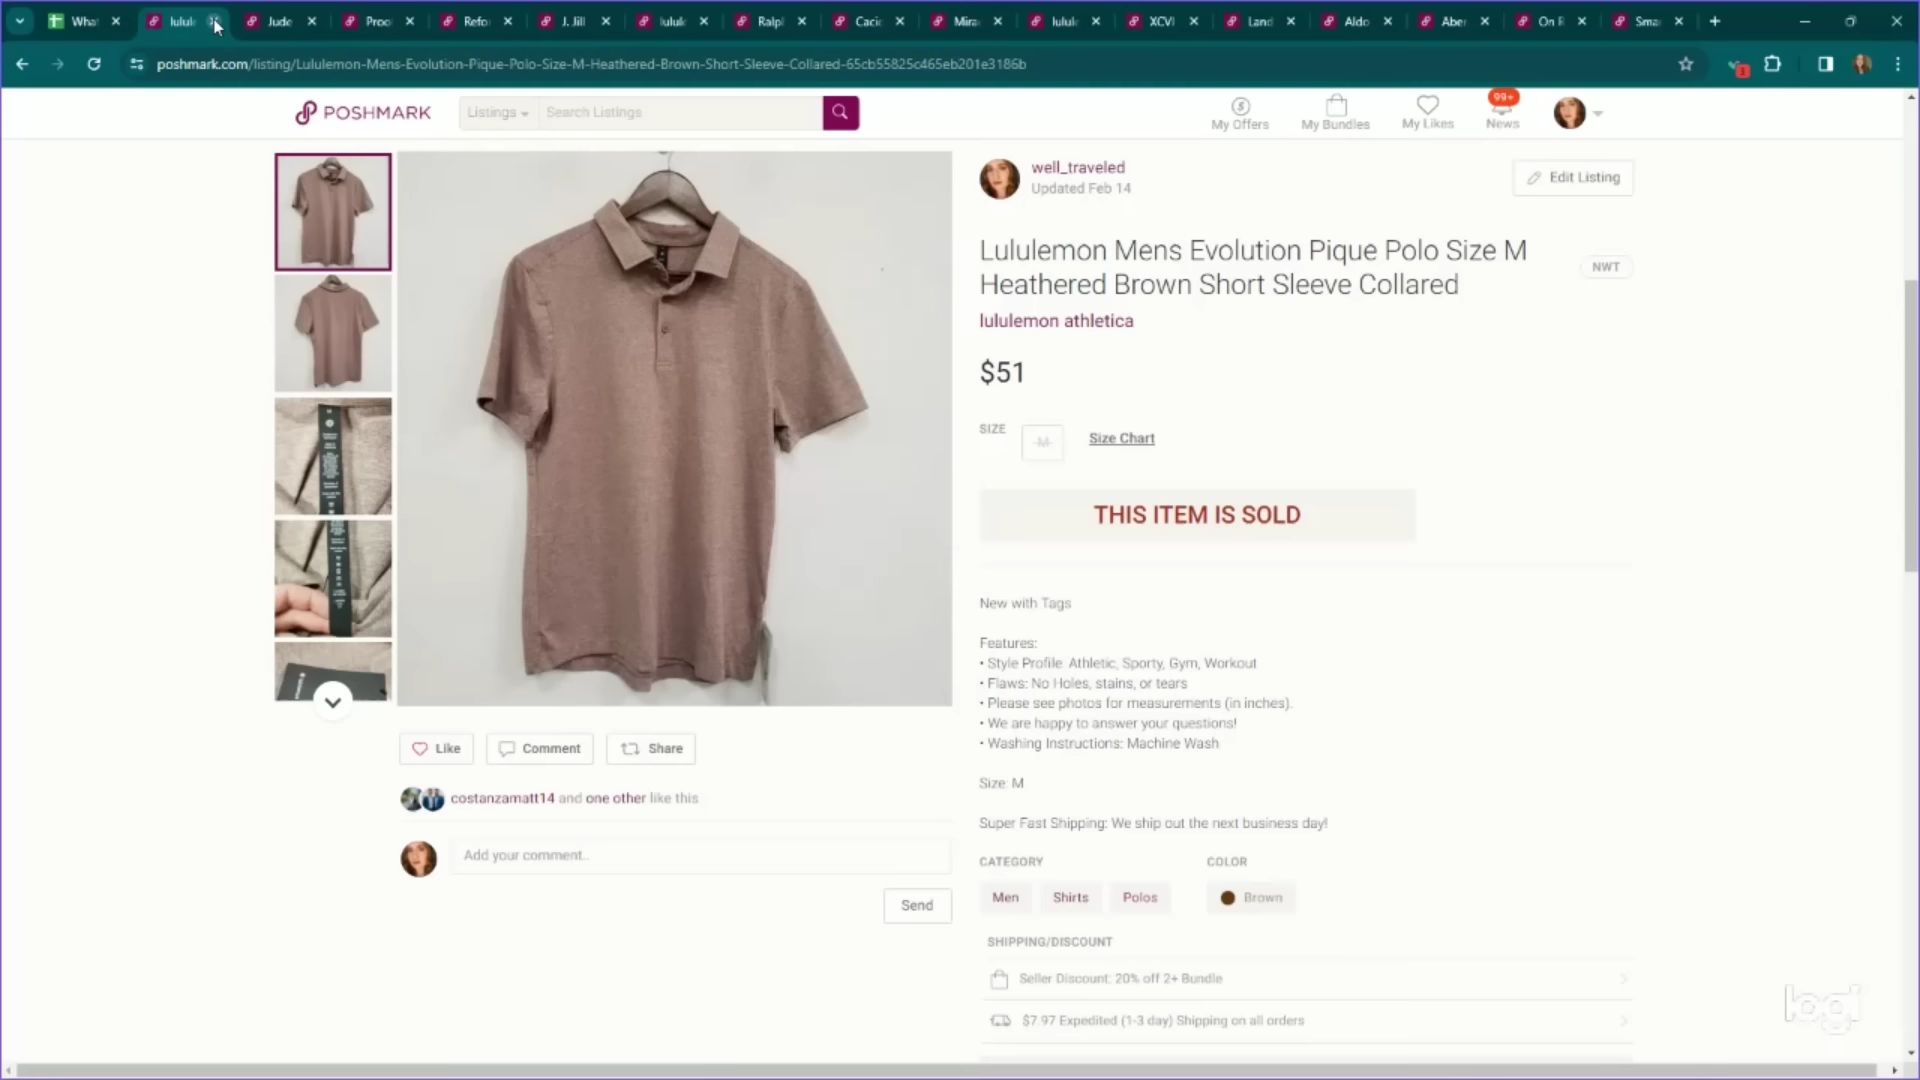 What
lulule
Jude
Proo
Refo
J. Jill
lulule
Ralph
Cacic
Mira
lulule
XCVI
Land
Aldo
Aber
On R
Sma
poshmark.com/listing/Lululemon-Mens-Evolution-Pique-Polo-Size-M-Heathered-Brown-Short-Sleeve-Collared-65cb55825c465eb201e3186b
POSHMARK
Listings
Search Listings
My Offers
My Bundles
My Likes
99+
News
well_traveled
Updated Feb 14
Edit Listing
Lululemon Mens Evolution Pique Polo Size M
Heathered Brown Short Sleeve Collared
NWT
lululemon athletica
$51
SIZE
M
Size Chart
THIS ITEM IS SOLD
New with Tags
Features:
• Style Profile: Athletic, Sporty, Gym, Workout
• Flaws: No Holes, stains, or tears
• Please see photos for measurements (in inches).
• We are happy to answer your questions!
• Washing Instructions: Machine Wash
Size: M
Super Fast Shipping: We ship out the next business day!
Like
Comment
Share
costanzamatt14 and one other like this
Add your comment..
Send
CATEGORY
COLOR
Men
Shirts
Polos
Brown
SHIPPING/DISCOUNT
Seller Discount: 20% off 2+ Bundle
$7.97 Expedited (1-3 day) Shipping on all orders
logi